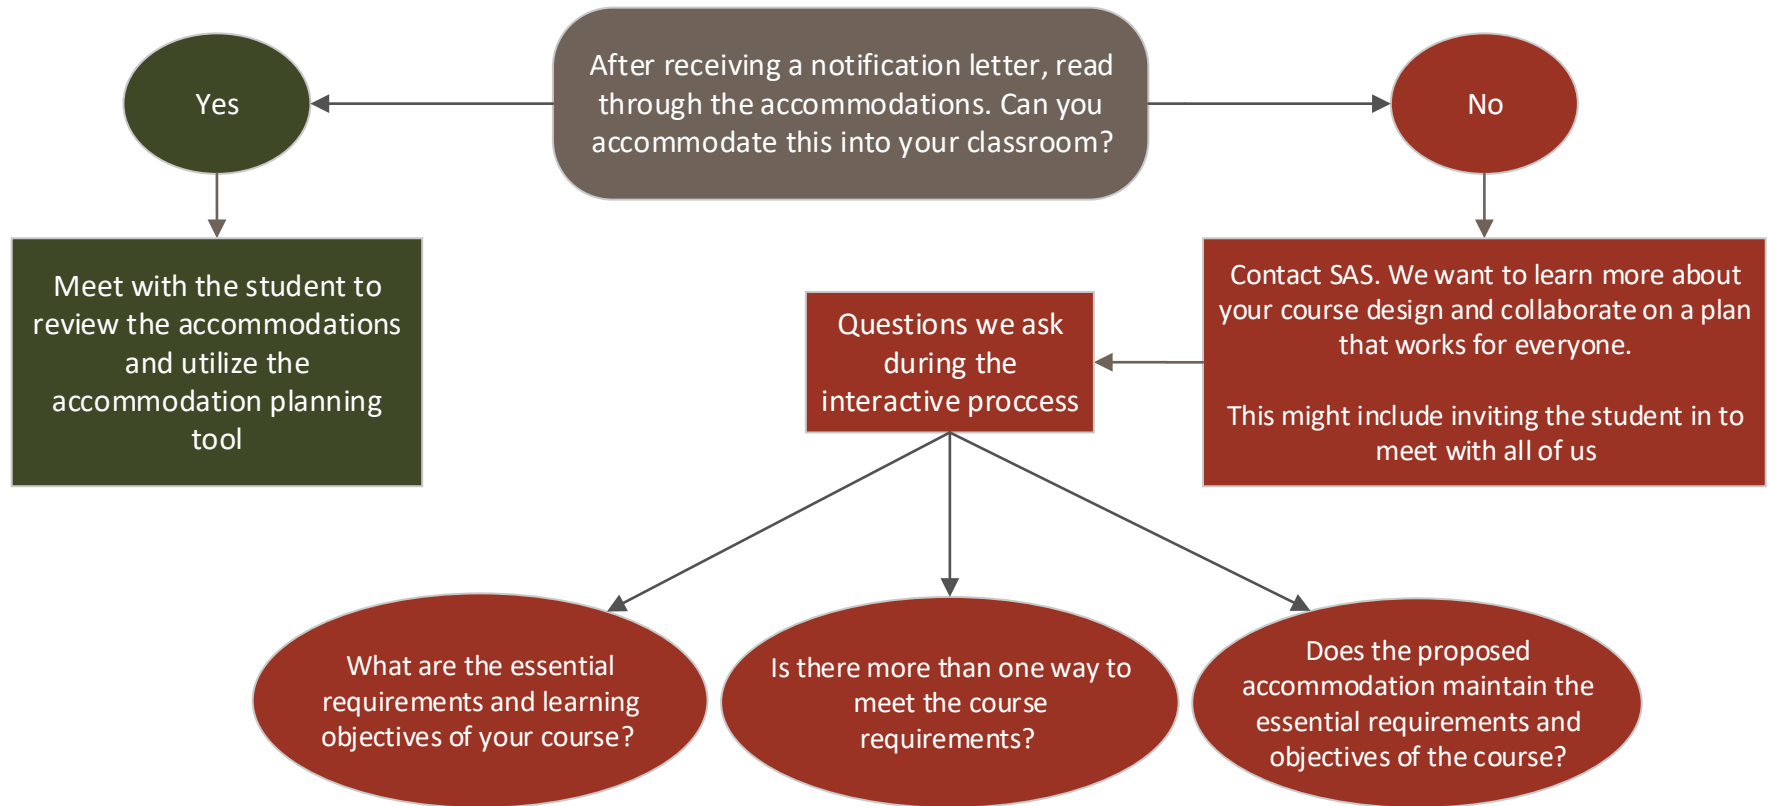 After receiving a notification letter, read
through the accommodations. Can you
accommodate this into your classroom?
Yes
No
Meet with the student to
review the accommodations
and utilize the
accommodation planning
tool
Contact SAS. We want to learn more about
your course design and collaborate on a plan
that works for everyone.
This might include inviting the student in to
meet with all of us
Questions we ask
during the
interactive proccess
What are the essential
requirements and learning
objectives of your course?
Is there more than one way to
meet the course
requirements?
Does the proposed
accommodation maintain the
essential requirements and
objectives of the course?